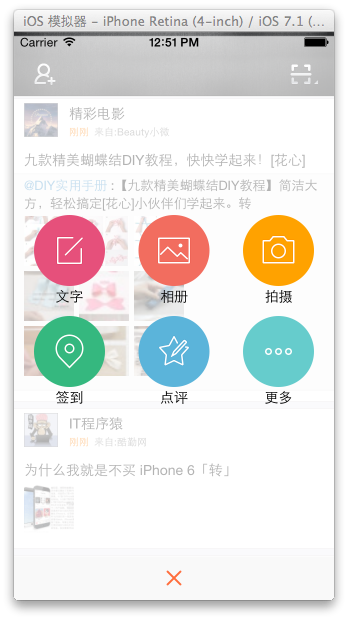 iOS 模拟器 – iPhone Retina (4-inch) / iOS 7.1 (...
Carrier 12:51 PM
精彩电影
刚刚 来自:Beauty小微
九款精美蝴蝶结DIY教程，快快学起来！[花心]
@DIY实用手册 :【九款精美蝴蝶结DIY教程】简洁大
方，轻松搞定[花心]小伙伴们学起来。转
文字 相册 拍摄
签到 点评 更多
IT程序猿
刚刚 来自:酷勤网
为什么我就是不买 iPhone 6「转」